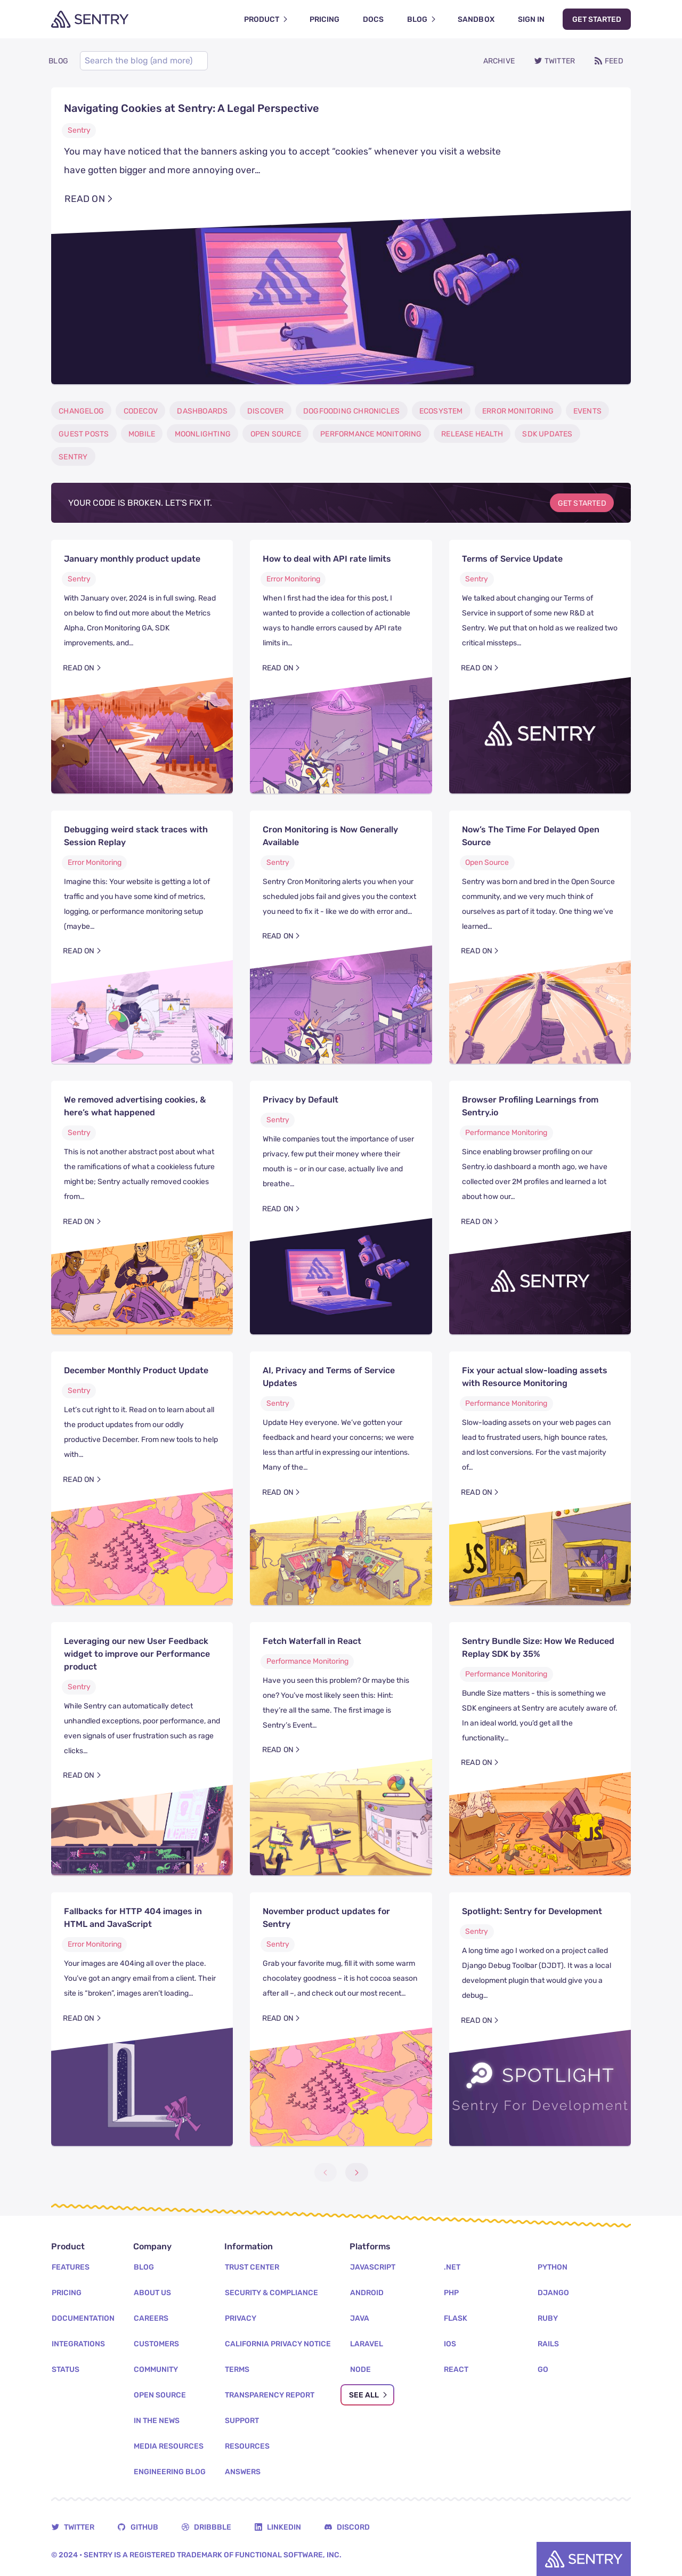 SENTRY
PRODUCT
PRICING
DOCS
BLOG
SANDBOX
SIGN IN
GET STARTED
BLOG
Search the blog (and more)
ARCHIVE
TWITTER
FEED
Navigating Cookies at Sentry: A Legal Perspective
Sentry
You may have noticed that the banners asking you to accept “cookies” whenever you visit a website
have gotten bigger and more annoying over…
READ ON
CHANGELOG
CODECOV
DASHBOARDS
DISCOVER
DOGFOODING CHRONICLES
ECOSYSTEM
ERROR MONITORING
EVENTS
GUEST POSTS
MOBILE
MOONLIGHTING
OPEN SOURCE
PERFORMANCE MONITORING
RELEASE HEALTH
SDK UPDATES
SENTRY
YOUR CODE IS BROKEN. LET'S FIX IT.
GET STARTED
January monthly product update
Sentry
With January over, 2024 is in full swing. Read
on below to find out more about the Metrics
Alpha, Cron Monitoring GA, SDK
improvements, and…
READ ON
How to deal with API rate limits
Error Monitoring
When I first had the idea for this post, I
wanted to provide a collection of actionable
ways to handle errors caused by API rate
limits in…
READ ON
Terms of Service Update
Sentry
We talked about changing our Terms of
Service in support of some new R&D at
Sentry. We put that on hold as we realized two
critical missteps…
READ ON
SENTRY
Debugging weird stack traces with
Session Replay
Error Monitoring
Imagine this: Your website is getting a lot of
traffic and you have some kind of metrics,
logging, or performance monitoring setup
(maybe…
READ ON
Cron Monitoring is Now Generally
Available
Sentry
Sentry Cron Monitoring alerts you when your
scheduled jobs fail and gives you the context
you need to fix it - like we do with error and…
READ ON
Now’s The Time For Delayed Open
Source
Open Source
Sentry was born and bred in the Open Source
community, and we very much think of
ourselves as part of it today. One thing we’ve
learned…
READ ON
We removed advertising cookies, &
here’s what happened
Sentry
This is not another abstract post about what
the ramifications of what a cookieless future
might be; Sentry actually removed cookies
from…
READ ON
Privacy by Default
Sentry
While companies tout the importance of user
privacy, few put their money where their
mouth is – or in our case, actually live and
breathe…
READ ON
Browser Profiling Learnings from
Sentry.io
Performance Monitoring
Since enabling browser profiling on our
Sentry.io dashboard a month ago, we have
collected over 2M profiles and learned a lot
about how our…
READ ON
SENTRY
December Monthly Product Update
Sentry
Let’s cut right to it. Read on to learn about all
the product updates from our oddly
productive December. From new tools to help
with…
READ ON
AI, Privacy and Terms of Service
Updates
Sentry
Update Hey everyone. We’ve gotten your
feedback and heard your concerns; we were
less than artful in expressing our intentions.
Many of the…
READ ON
Fix your actual slow-loading assets
with Resource Monitoring
Performance Monitoring
Slow-loading assets on your web pages can
lead to frustrated users, high bounce rates,
and lost conversions. For the vast majority
of…
READ ON
JS
JS
Leveraging our new User Feedback
widget to improve our Performance
product
Sentry
While Sentry can automatically detect
unhandled exceptions, poor performance, and
even signals of user frustration such as rage
clicks…
READ ON
Fetch Waterfall in React
Performance Monitoring
Have you seen this problem? Or maybe this
one? You’ve most likely seen this: Hint:
they’re all the same. The first image is
Sentry’s Event…
READ ON
Sentry Bundle Size: How We Reduced
Replay SDK by 35%
Performance Monitoring
Bundle Size matters - this is something we
SDK engineers at Sentry are acutely aware of.
In an ideal world, you’d get all the
functionality…
READ ON
JS
Fallbacks for HTTP 404 images in
HTML and JavaScript
Error Monitoring
Your images are 404ing all over the place.
You’ve got an angry email from a client. Their
site is “broken”, images aren’t loading…
READ ON
November product updates for
Sentry
Sentry
Grab your favorite mug, fill it with some warm
chocolatey goodness – it is hot cocoa season
after all –, and check out our most recent…
READ ON
Spotlight: Sentry for Development
Sentry
A long time ago I worked on a project called
Django Debug Toolbar (DJDT). It was a local
development plugin that would give you a
debug…
READ ON
SPOTLIGHT
Sentry For Development
Product
FEATURES
PRICING
DOCUMENTATION
INTEGRATIONS
STATUS
Company
BLOG
ABOUT US
CAREERS
CUSTOMERS
COMMUNITY
OPEN SOURCE
IN THE NEWS
MEDIA RESOURCES
ENGINEERING BLOG
Information
TRUST CENTER
SECURITY & COMPLIANCE
PRIVACY
CALIFORNIA PRIVACY NOTICE
TERMS
TRANSPARENCY REPORT
SUPPORT
RESOURCES
ANSWERS
Platforms
JAVASCRIPT
ANDROID
JAVA
LARAVEL
NODE
SEE ALL
.NET
PHP
FLASK
IOS
REACT
PYTHON
DJANGO
RUBY
RAILS
GO
TWITTER
GITHUB
DRIBBBLE
LINKEDIN
DISCORD
© 2024 • SENTRY IS A REGISTERED TRADEMARK OF FUNCTIONAL SOFTWARE, INC.
SENTRY